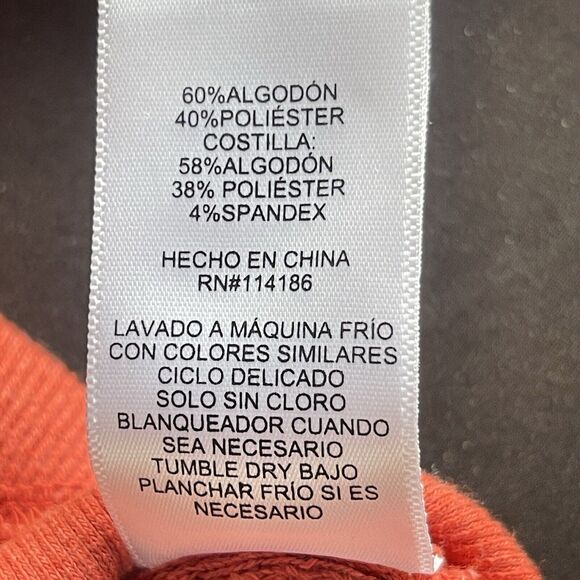 60%ALGODÓN
40%POLIÉSTER
COSTILLA:
58%ALGODÓN
38% POLIÉSTER
4%SPANDEX
HECHO EN CHINA
RN#114186
LAVADO A MÁQUINA FRÍO
CON COLORES SIMILARES
CICLO DELICADO
SOLO SIN CLORO
BLANQUEADOR CUANDO
SEA NECESARIO
TUMBLE DRY BAJO
PLANCHAR FRÍO SI ES
NECESARIO